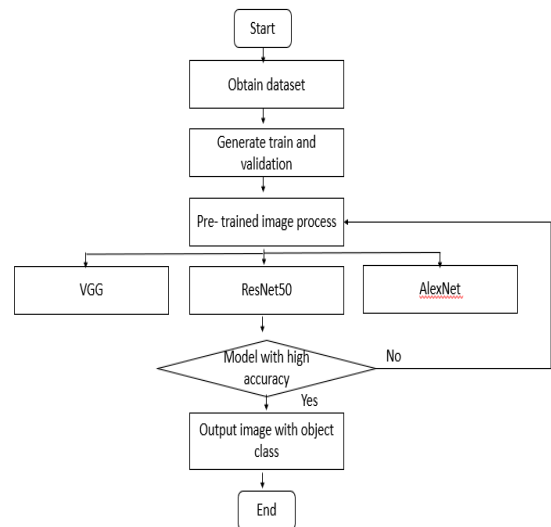 Start
Obtain dataset
Generate train and
validation
Pre- trained image process
VGG
ResNet50
AlexNet
Model with high
accuracy
No
Yes
Output image with object
class
End